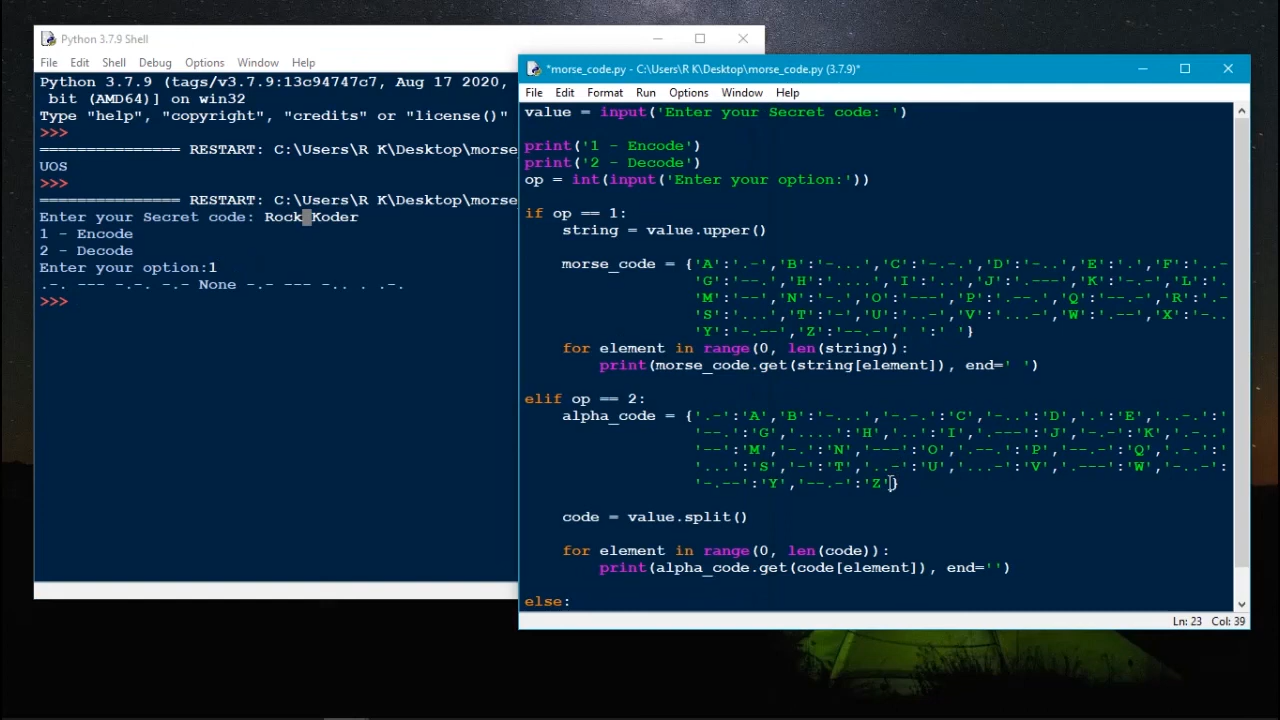 Python 3.7.9 Shell
File Edit Shell Debug Options Window Help
Python 3.7.9 (tags/v3.7.9:13c94747c7, Aug 17 2020,
bit (AMD64)] on win32
Type "help", "copyright", "credits" or "license()"
>>>
=============== RESTART: C:\Users\R K\Desktop\morse
UOS
>>>
=============== RESTART: C:\Users\R K\Desktop\morse
Enter your Secret code: Rock Koder
1 - Encode
2 - Decode
Enter your option:1
.-. --- -.-. -.- None -.- --- -.. . .-.
>>>
*morse_code.py - C:\Users\R K\Desktop\morse_code.py (3.7.9)*
File Edit Format Run Options Window Help
value = input('Enter your Secret code: ')
print('1 - Encode')
print('2 - Decode')
op = int(input('Enter your option:'))
if op == 1:
string = value.upper()
morse_code = {'A':'.-','B':'-...','C':'-.-.','D':'-..','E':'.','F':'..-
'G':'--.','H':'....','I':'..','J':'.---','K':'-.-','L':'.
'M':'--','N':'-.','O':'---','P':'.--.','Q':'--.-','R':'.-
'S':'...','T':'-','U':'..-','V':'...-','W':'.--','X':'-..
'Y':'-.--','Z':'--.-',' ':' '}
for element in range(0, len(string)):
print(morse_code.get(string[element]), end=' ')
elif op == 2:
alpha_code = {'.-':'A','B':'-...','-.-.':'C','-..':'D','.':'E','..-.':'
'--.':'G','....':'H','..':'I','.---':'J','-.-':'K','.-..'
'--':'M','-.':'N','---':'O','.--.':'P','--.-':'Q','.-.':'
'...':'S','-':'T','..-':'U','...-':'V','.---':'W','-..-':
'-.--':'Y','--.-':'Z'}
code = value.split()
for element in range(0, len(code)):
print(alpha_code.get(code[element]), end='')
else:
Ln: 23 Col: 39